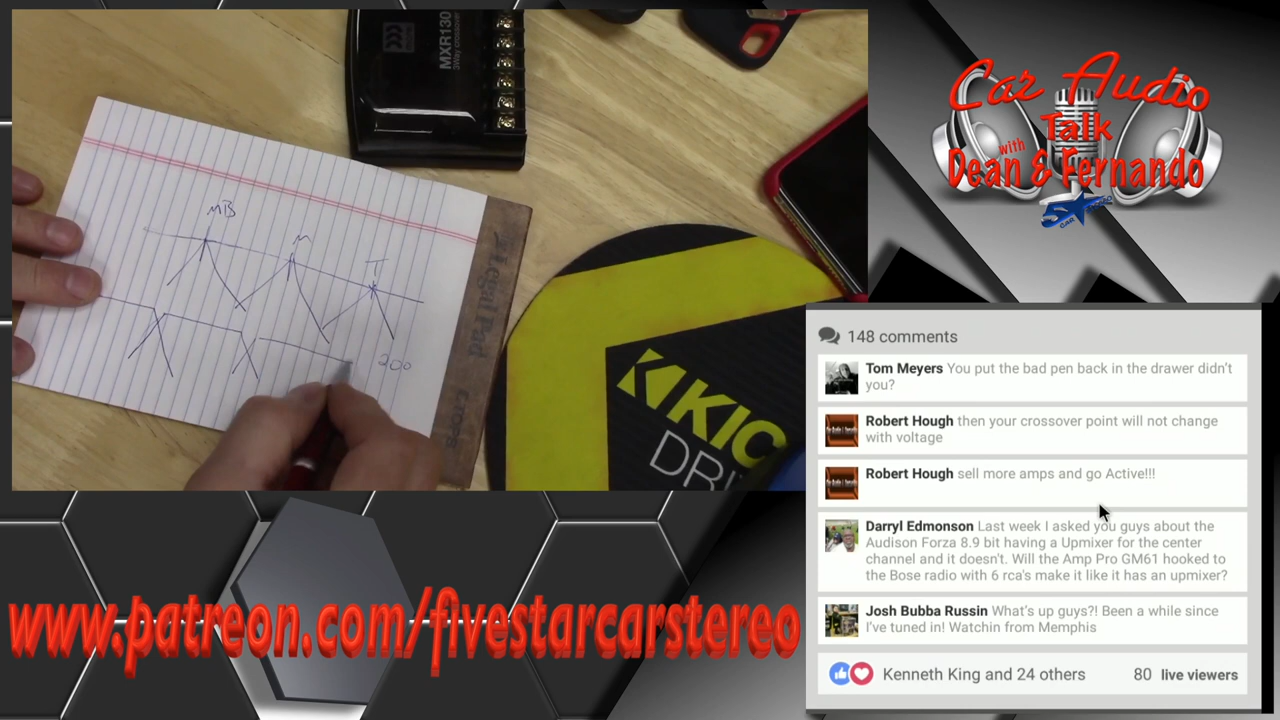 MXR130
3Way crossover
MB
M
T
200
Legal Pad
KIC
DRI
Car Audio
Talk
with
Dean & Fernando
5
148 comments
Tom Meyers You put the bad pen back in the drawer didn't
you?
Robert Hough then your crossover point will not change
with voltage
Robert Hough sell more amps and go Active!!!
Darryl Edmonson Last week I asked you guys about the
Audison Forza 8.9 bit having a Upmixer for the center
channel and it doesn't. Will the Amp Pro GM61 hooked to
the Bose radio with 6 rca's make it like it has an upmixer?
Josh Bubba Russin What's up guys?! Been a while since
I've tuned in! Watchin from Memphis
Kenneth King and 24 others
80 live viewers
www.patreon.com/fivestarcarstereo